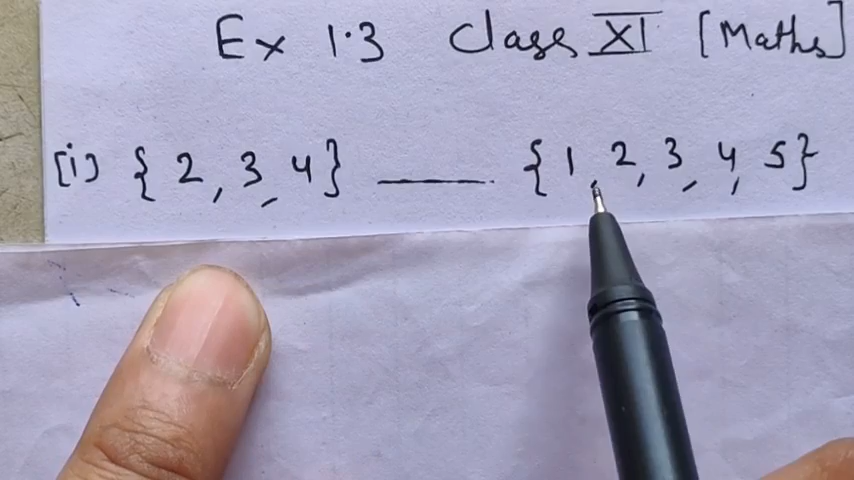 Ex 1.3 Class XI [Maths]
(i) { 2, 3, 4} ____ { 1, 2, 3, 4, 5}